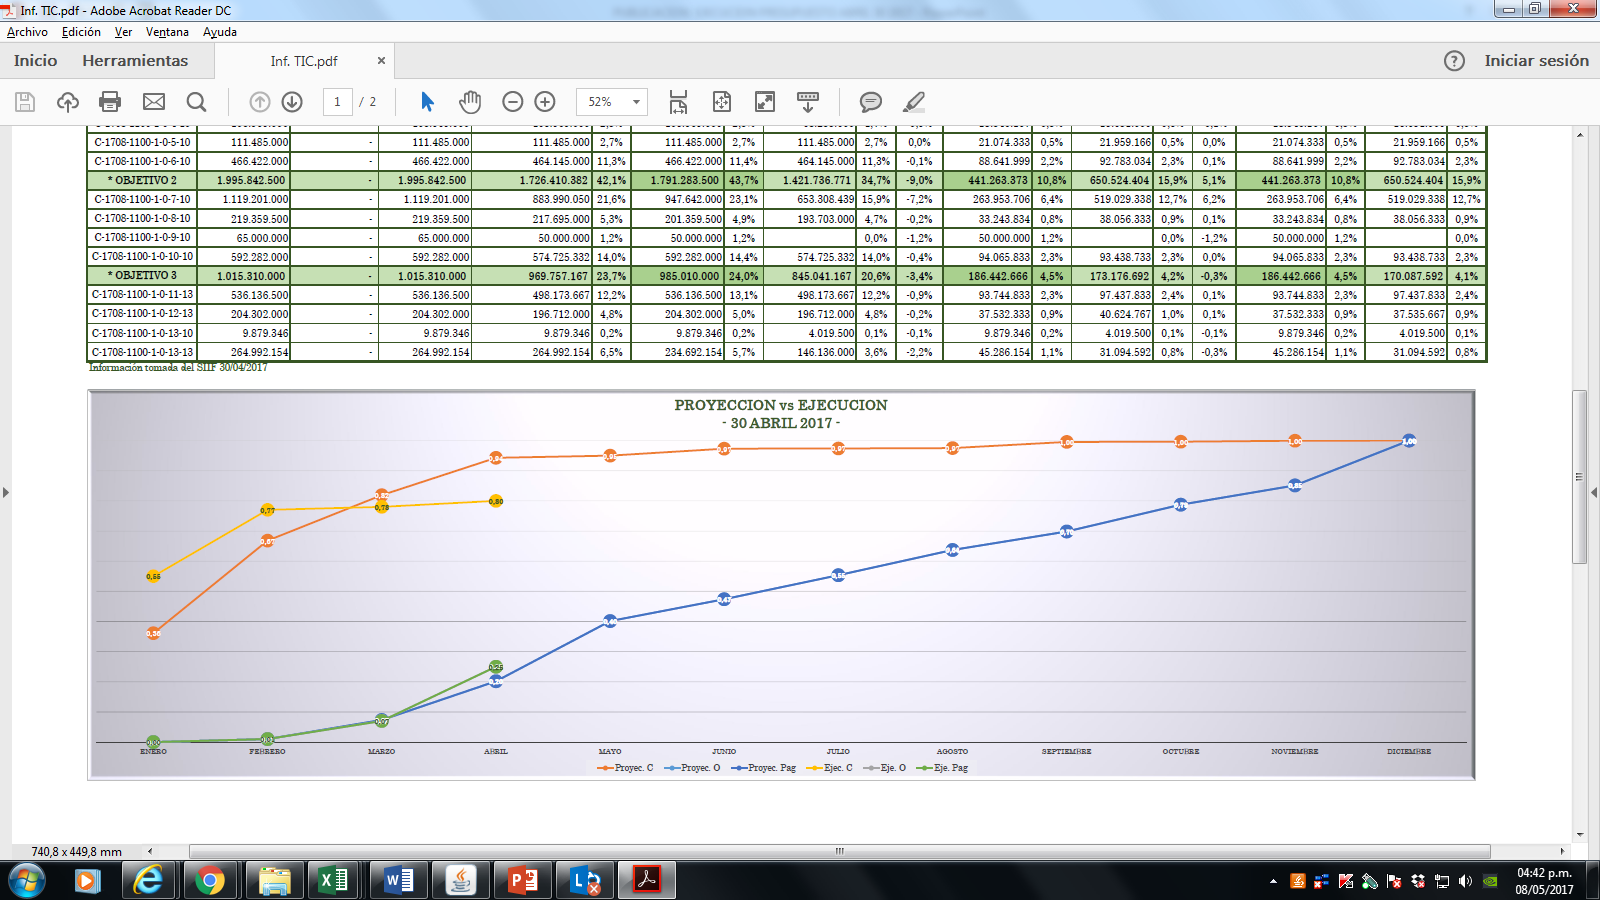 Inf. TIC.pdf - Adobe Acrobat Reader DC
Archivo Edición Ver Ventana Ayuda
Inicio Herramientas Inf. TIC.pdf × ? Iniciar sesión
1 / 2 52%
C-1708-1100-1-0-5-10 111.485.000 - 111.485.000 111.485.000 2,7% 111.485.000 2,7% 111.485.000 2,7% 0,0% 21.074.333 0,5% 21.959.166 0,5% 0,0% 21.074.333 0,5% 21.959.166 0,5%
C-1708-1100-1-0-6-10 466.422.000 - 466.422.000 464.145.000 11,3% 466.422.000 11,4% 464.145.000 11,3% -0,1% 88.641.999 2,2% 92.783.034 2,3% 0,1% 88.641.999 2,2% 92.783.034 2,3%
* OBJETIVO 2 1.995.842.500 - 1.995.842.500 1.726.410.382 42,1% 1.791.283.500 43,7% 1.421.736.771 34,7% -9,0% 441.263.373 10,8% 650.524.404 15,9% 5,1% 441.263.373 10,8% 650.524.404 15,9%
C-1708-1100-1-0-7-10 1.119.201.000 - 1.119.201.000 883.990.050 21,6% 947.642.000 23,1% 653.308.439 15,9% -7,2% 263.953.706 6,4% 519.029.338 12,7% 6,2% 263.953.706 6,4% 519.029.338 12,7%
C-1708-1100-1-0-8-10 219.359.500 - 219.359.500 217.695.000 5,3% 201.359.500 4,9% 193.703.000 4,7% -0,2% 33.243.834 0,8% 38.056.333 0,9% 0,1% 33.243.834 0,8% 38.056.333 0,9%
C-1708-1100-1-0-9-10 65.000.000 - 65.000.000 50.000.000 1,2% 50.000.000 1,2% 0,0% -1,2% 50.000.000 1,2% 0,0% -1,2% 50.000.000 1,2% 0,0%
C-1708-1100-1-0-10-10 592.282.000 - 592.282.000 574.725.332 14,0% 592.282.000 14,4% 574.725.332 14,0% -0,4% 94.065.833 2,3% 93.438.733 2,3% 0,0% 94.065.833 2,3% 93.438.733 2,3%
* OBJETIVO 3 1.015.310.000 - 1.015.310.000 969.757.167 23,7% 985.010.000 24,0% 845.041.167 20,6% -3,4% 186.442.666 4,5% 173.176.692 4,2% -0,3% 186.442.666 4,5% 170.087.592 4,1%
C-1708-1100-1-0-11-13 536.136.500 - 536.136.500 498.173.667 12,2% 536.136.500 13,1% 498.173.667 12,2% -0,9% 93.744.833 2,3% 97.437.833 2,4% 0,1% 93.744.833 2,3% 97.437.833 2,4%
C-1708-1100-1-0-12-13 204.302.000 - 204.302.000 196.712.000 4,8% 204.302.000 5,0% 196.712.000 4,8% -0,2% 37.532.333 0,9% 40.624.767 1,0% 0,1% 37.532.333 0,9% 37.535.667 0,9%
C-1708-1100-1-0-13-10 9.879.346 - 9.879.346 9.879.346 0,2% 9.879.346 0,2% 4.019.500 0,1% -0,1% 9.879.346 0,2% 4.019.500 0,1% -0,1% 9.879.346 0,2% 4.019.500 0,1%
C-1708-1100-1-0-13-13 264.992.154 - 264.992.154 264.992.154 6,5% 234.692.154 5,7% 146.136.000 3,6% -2,2% 45.286.154 1,1% 31.094.592 0,8% -0,3% 45.286.154 1,1% 31.094.592 0,8%
Información tomada del SIIF 30/04/2017
PROYECCION vs EJECUCION
- 30 ABRIL 2017 -
1,00 1,00 1,00 1,00
0,94 0,95 0,97 0,97 0,97
0,82 0,85
0,77 0,78 0,80
0,67
0,55
0,36
0,25
0,07
ENERO FEBRERO MARZO ABRIL MAYO JUNIO JULIO AGOSTO SEPTIEMBRE OCTUBRE NOVIEMBRE DICIEMBRE
Proyec. C Proyec. O Proyec. Pag Ejec. C Eje. O Eje. Pag
740,8 x 449,8 mm
04:42 p.m.
08/05/2017